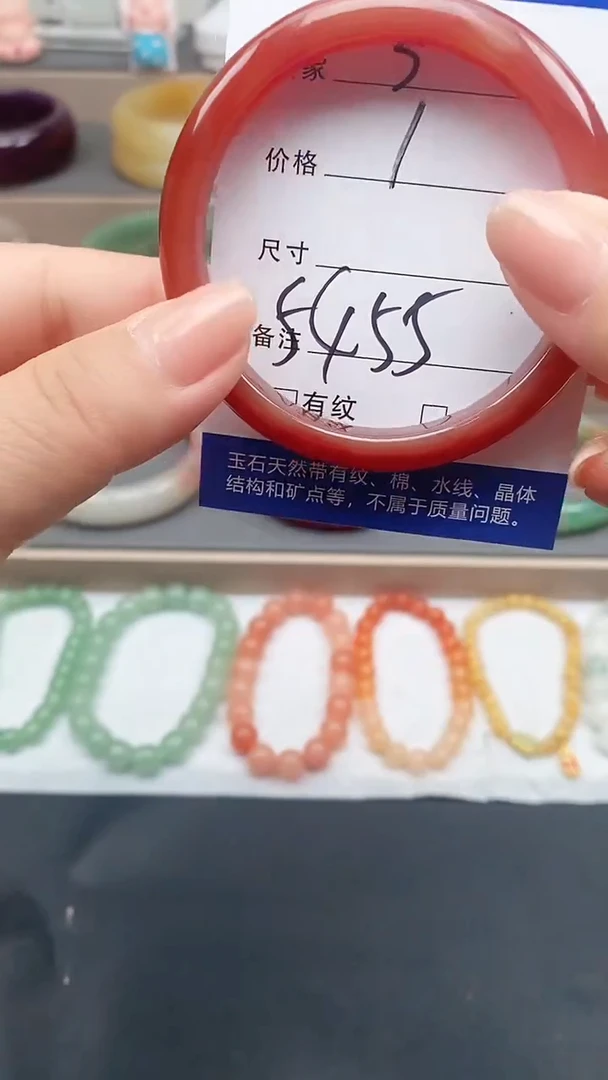 家 5
价格 1
尺寸
备注 5455
有纹
玉石天然带有纹、棉、水线、晶体
结构和矿点等，不属于质量问题。